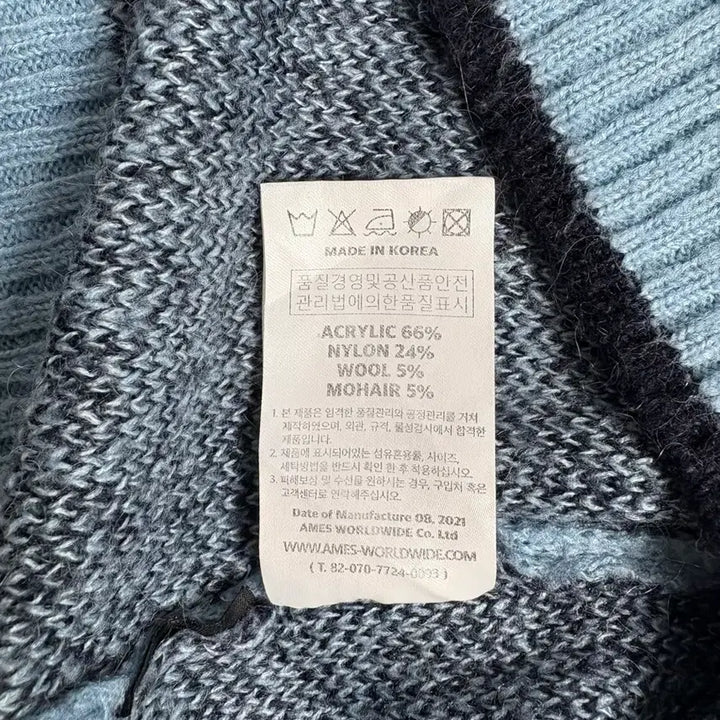 MADE IN KOREA
품질경영및공산품안전
관리법에의한품질표시
ACRYLIC 66%
NYLON 24%
WOOL 5%
MOHAIR 5%
1. 본 제품은 엄격한 품질관리와 공정관리를 거쳐
제작하였으며, 외관, 규격, 물성검사에서 합격한
제품입니다.
2. 제품에 표시되어있는 섬유혼용율, 사이즈,
세탁방법을 반드시 확인 한 후 착용하십시오.
3. 피해보상 및 수선을 원하시는 경우, 구입처 혹은
고객센터로 연락해주십시오.
Date of Manufacture 08. 2021
AMES WORLDWIDE Co. Ltd
WWW.AMES-WORLDWIDE.COM
( T. 82-070-7724-0093 )